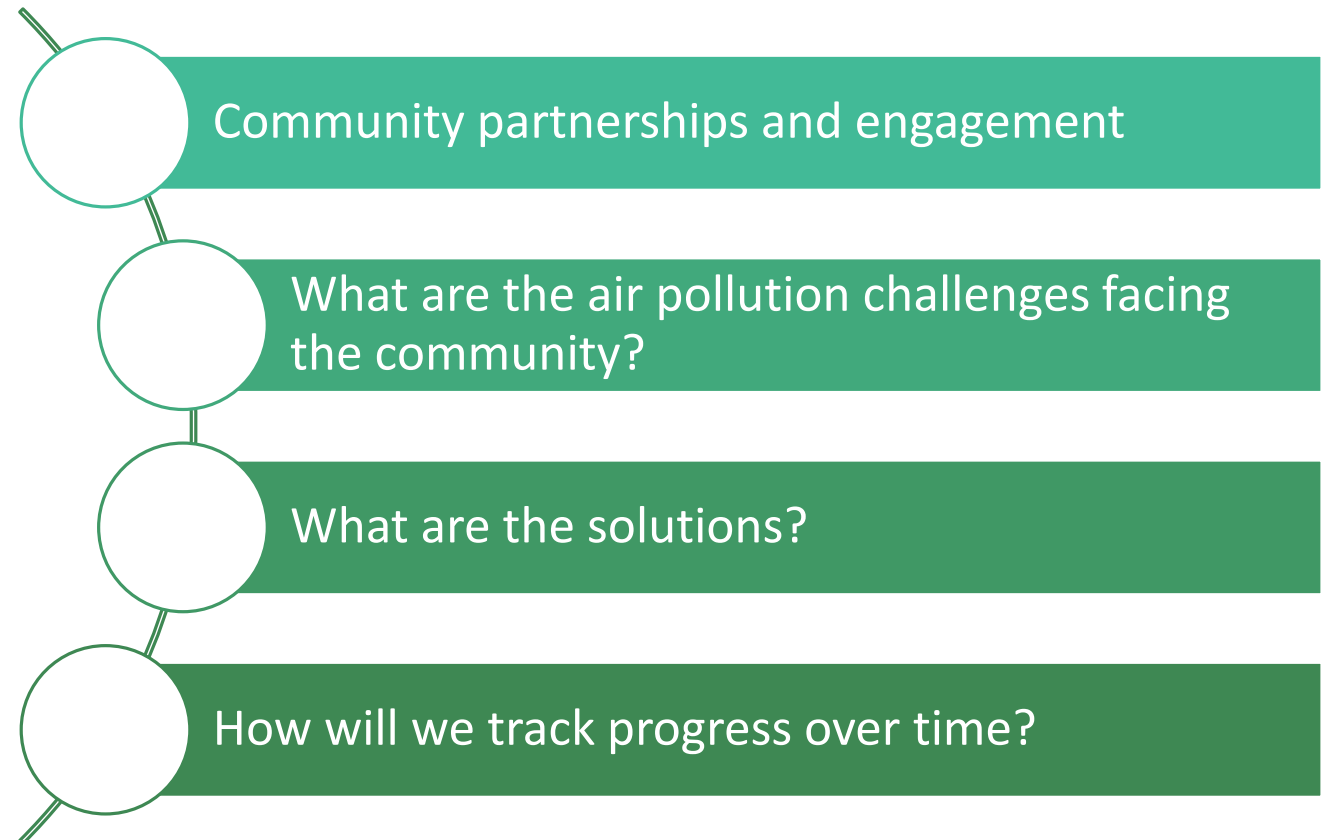 Community partnerships and engagement
What are the air pollution challenges facing
the community?
What are the solutions?
How will we track progress over time?